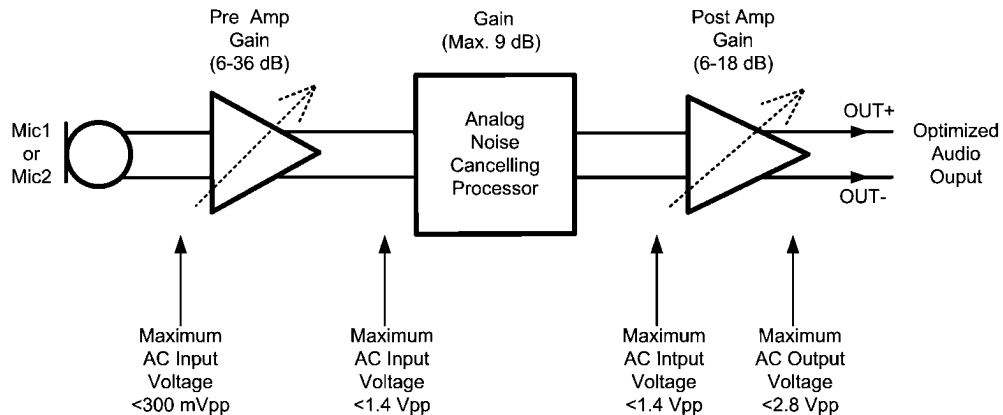 Pre Amp
Gain
(6-36 dB)
Gain
(Max. 9 dB)
Post Amp
Gain
(6-18 dB)
Mic1
or
Mic2
Analog
Noise
Cancelling
Processor
OUT+
OUT-
Optimized
Audio
Ouput
Maximum
AC Input
Voltage
<300 mVpp
Maximum
AC Input
Voltage
<1.4 Vpp
Maximum
AC Intput
Voltage
<1.4 Vpp
Maximum
AC Output
Voltage
<2.8 Vpp